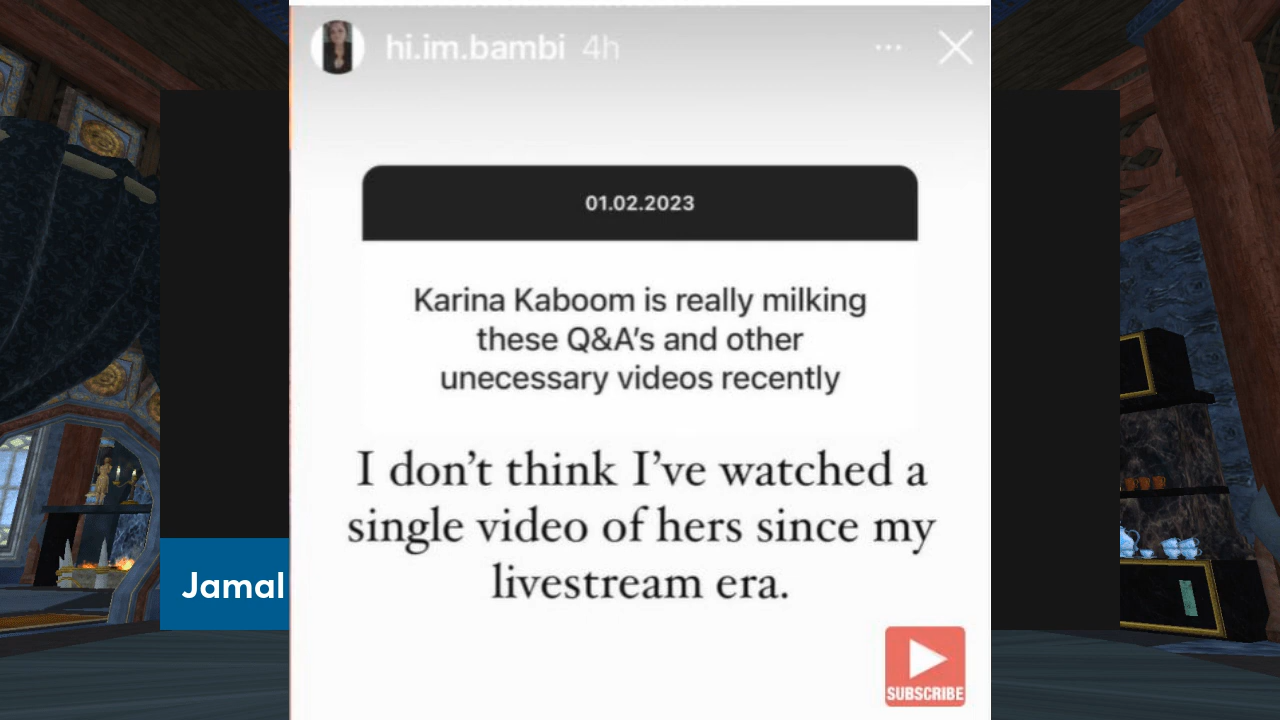 hi.im.bambi 4h
01.02.2023
Karina Kaboom is really milking
these Q&A's and other
unecessary videos recently
I don't think I've watched a
single video of hers since my
livestream era.
Jamal
SUBSCRIBE